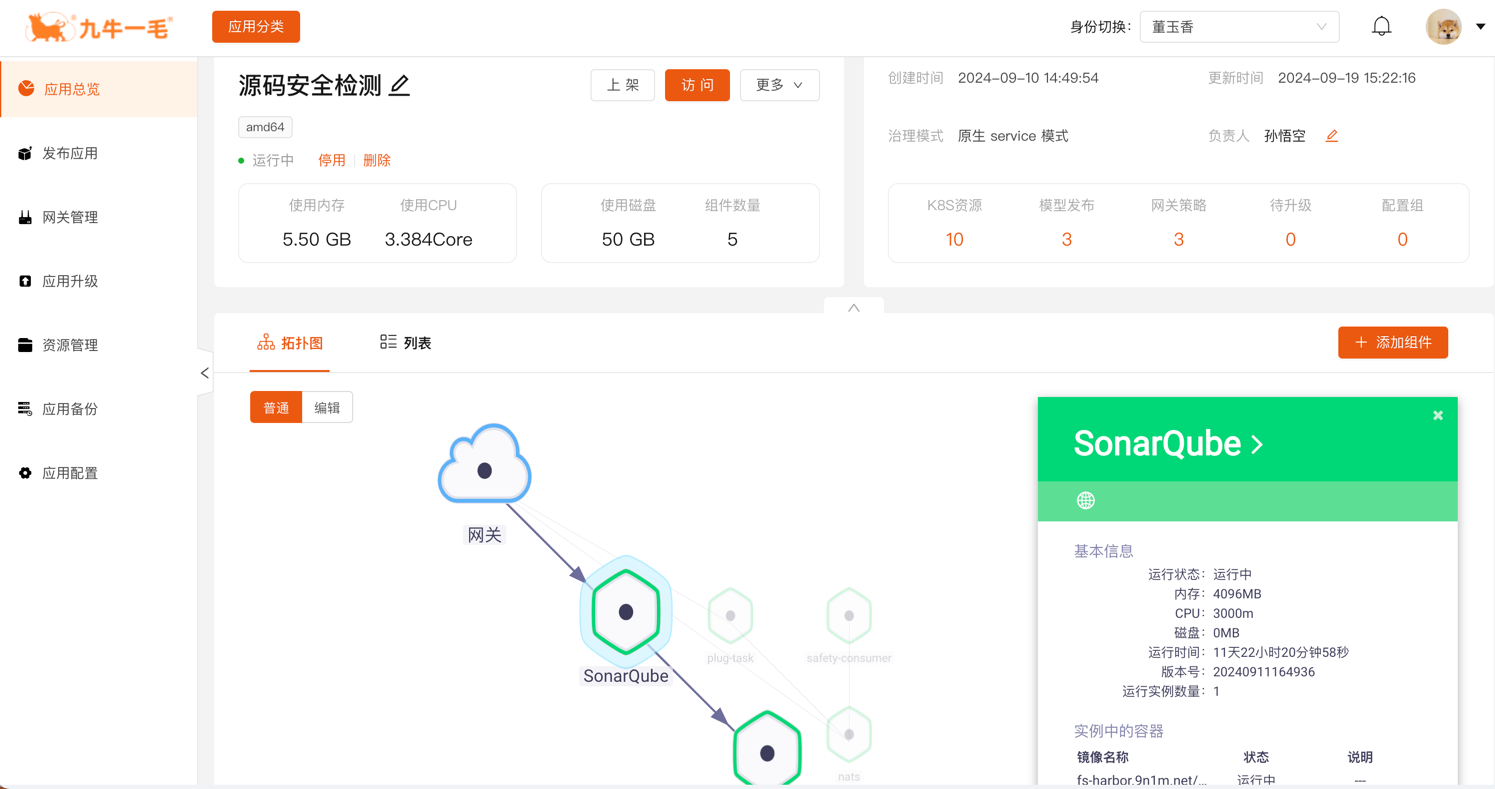 九牛一毛®
应用分类
身份切换：
董玉香
应用总览
发布应用
网关管理
应用升级
资源管理
应用备份
应用配置
源码安全检测
上 架
访 问
更多
amd64
运行中
停用
删除
使用内存
使用CPU
5.50 GB
3.384Core
使用磁盘
组件数量
50 GB
5
创建时间 2024-09-10 14:49:54
更新时间 2024-09-19 15:22:16
治理模式 原生 service 模式
负责人 孙悟空
K8S资源
模型发布
网关策略
待升级
配置组
10
3
3
0
0
拓扑图
列表
添加组件
普通
编辑
网关
SonarQube
plug-task
safety-consumer
nats
SonarQube
基本信息
运行状态： 运行中
内存： 4096MB
CPU： 3000m
磁盘： 0MB
运行时间： 11天22小时20分钟58秒
版本号： 20240911164936
运行实例数量： 1
实例中的容器
镜像名称 状态 说明
fs-harbor.9n1m.net/... 运行中 ---